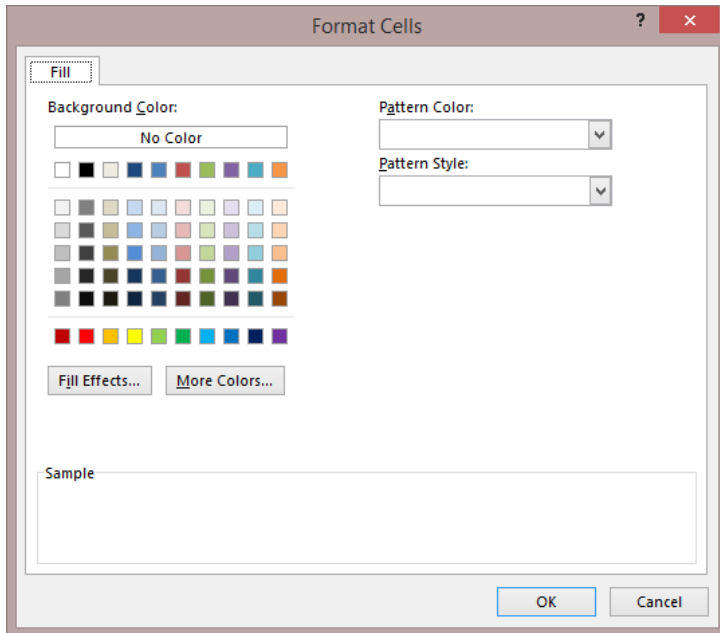 Format Cells
?
Fill
Background Color:
No Color
Pattern Color:
Pattern Style:
Fill Effects...
More Colors...
Sample
OK
Cancel